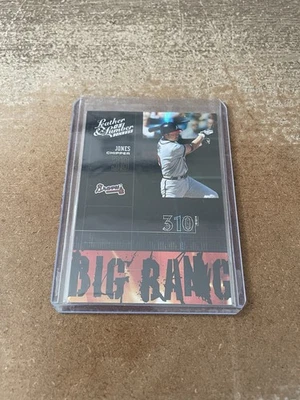 Leather
& Lumber
JONES
CHIPPER
Braves
310
BIG BANG